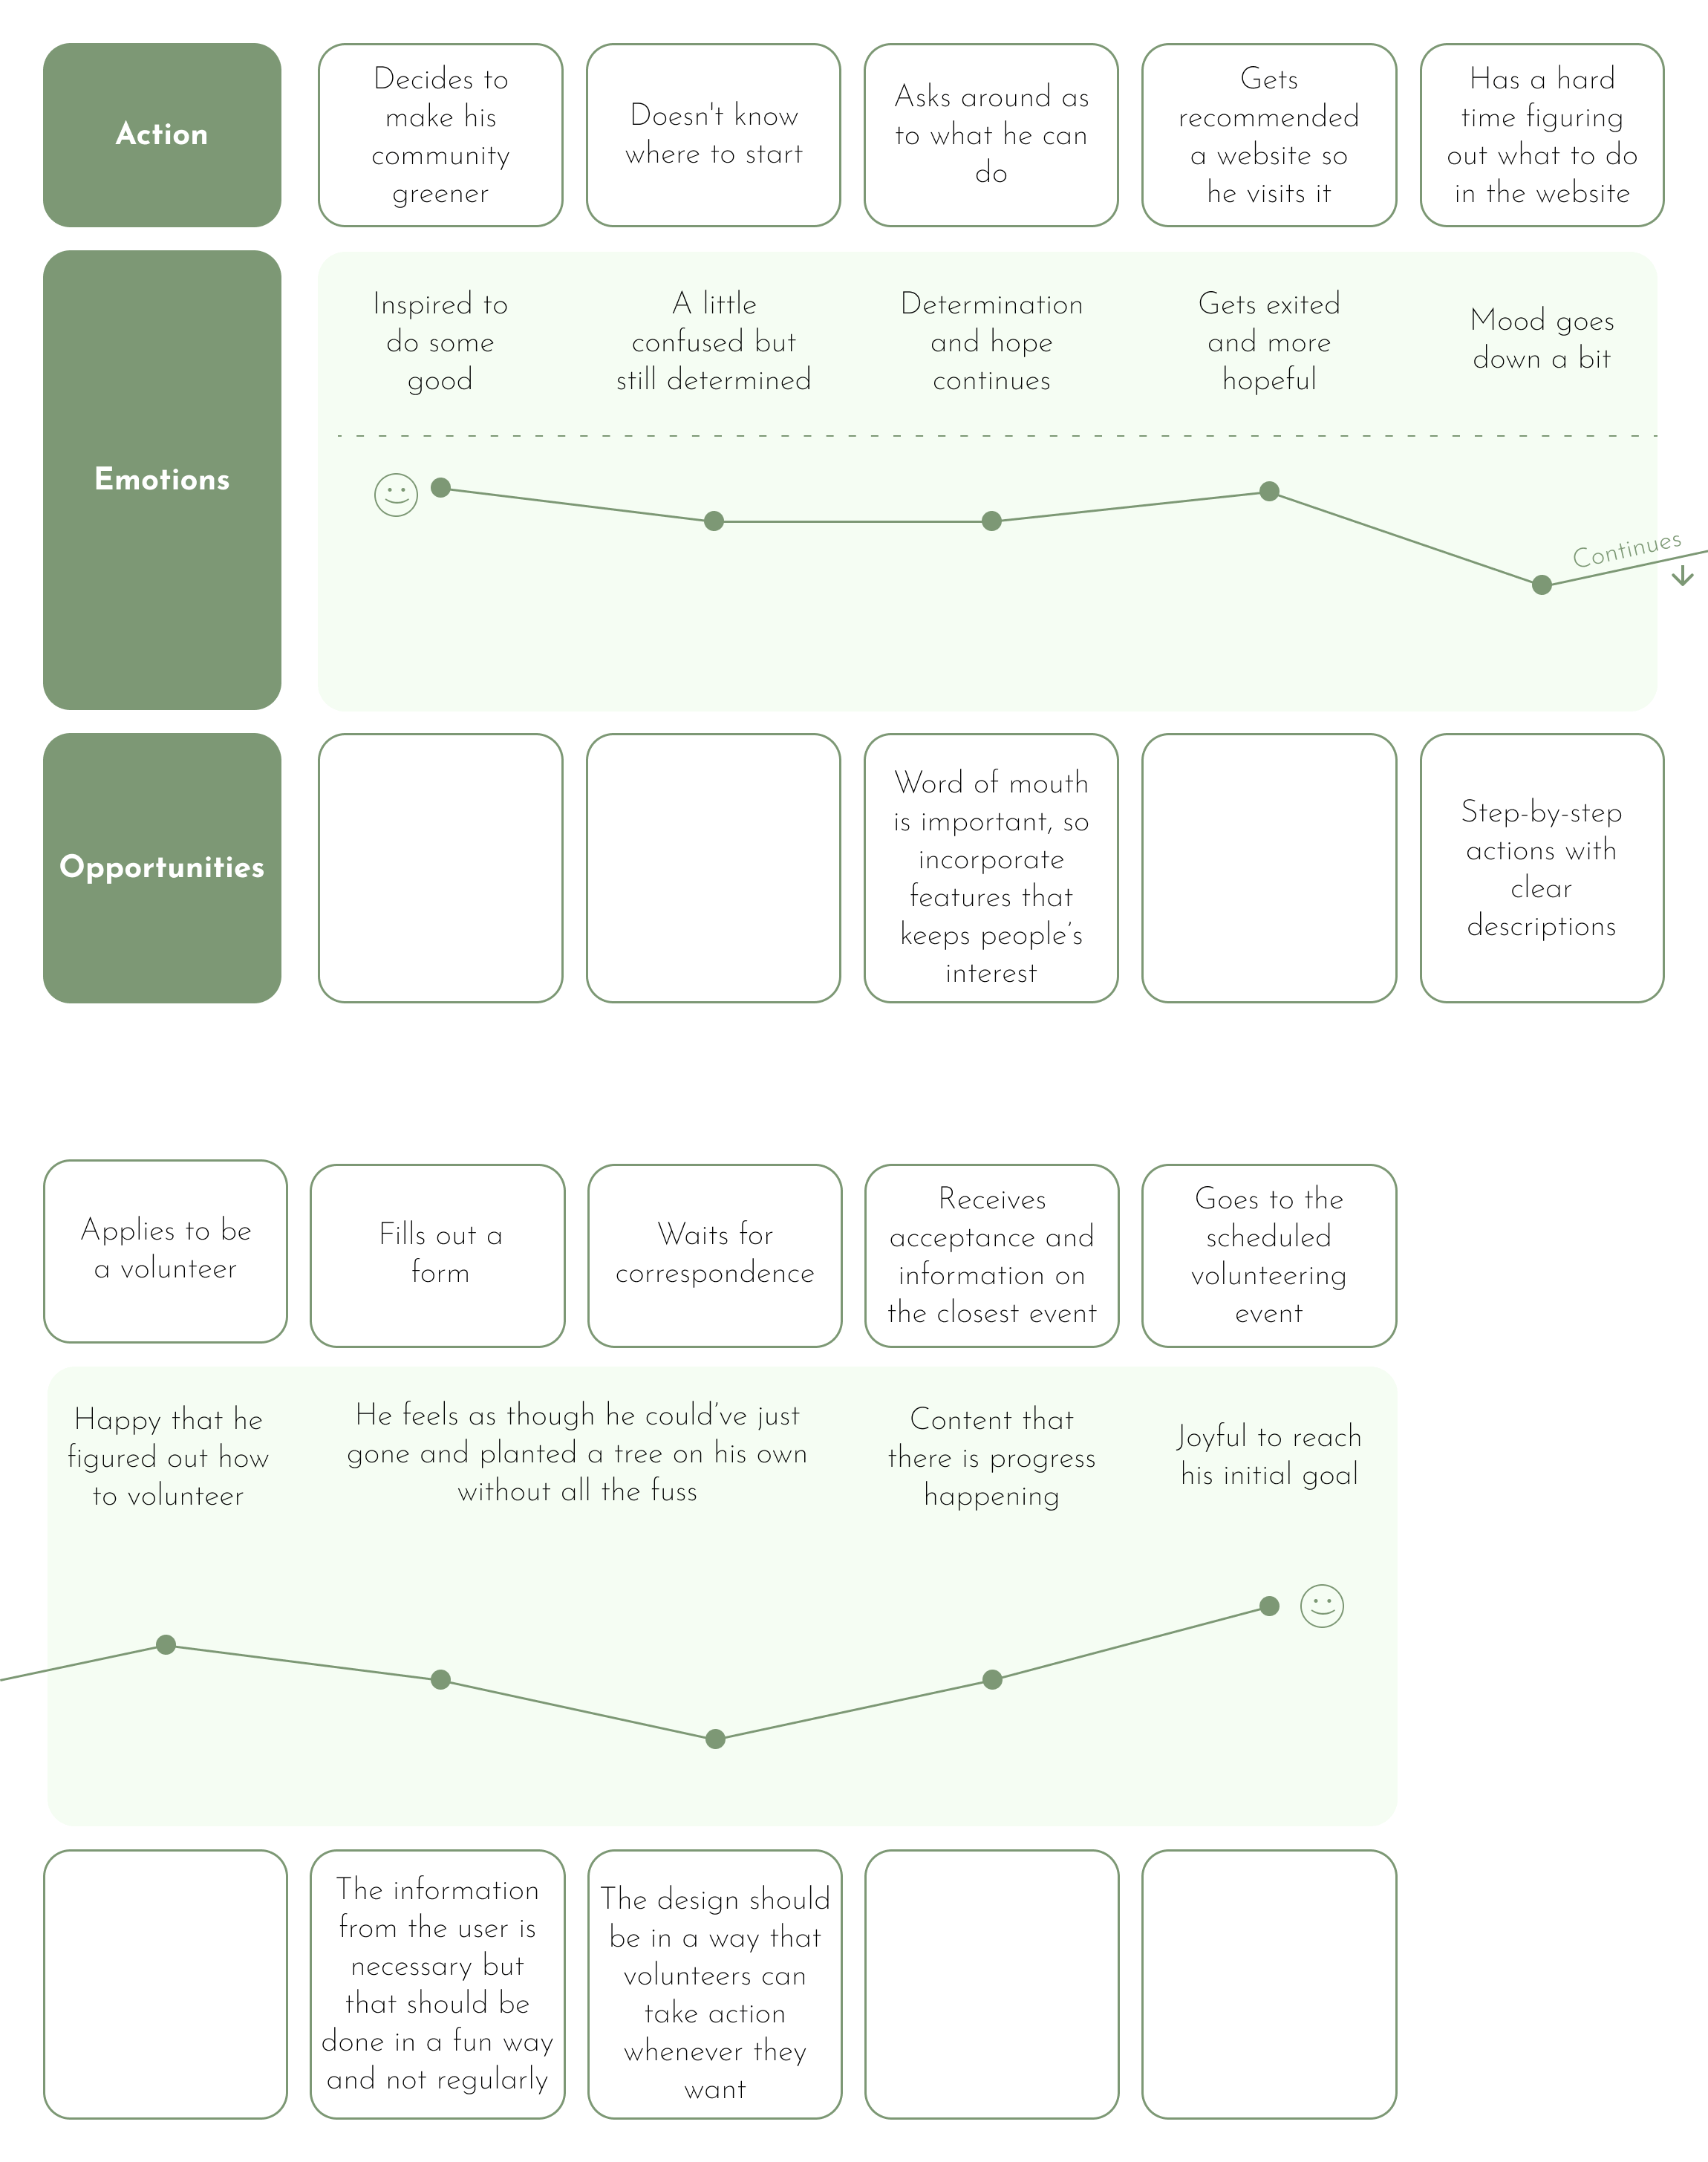 Action
Decides to
make his
community
greener
Doesn't know
where to start
Asks around as
to what he can
do
Gets
recommended
a website so
he visits it
Has a hard
time figuring
out what to do
in the website
Emotions
Inspired to
do some
good
A little
confused but
still determined
Determination
and hope
continues
Gets exited
and more
hopeful
Mood goes
down a bit
Continues
Opportunities
Word of mouth
is important, so
incorporate
features that
keeps people's
interest
Step-by-step
actions with
clear
descriptions
Applies to be
a volunteer
Fills out a
form
Waits for
correspondence
Receives
acceptance and
information on
the closest event
Goes to the
scheduled
volunteering
event
Happy that he
figured out how
to volunteer
He feels as though he could've just
gone and planted a tree on his own
without all the fuss
Content that
there is progress
happening
Joyful to reach
his initial goal
The information
from the user is
necessary but
that should be
done in a fun way
and not regularly
The design should
be in a way that
volunteers can
take action
whenever they
want